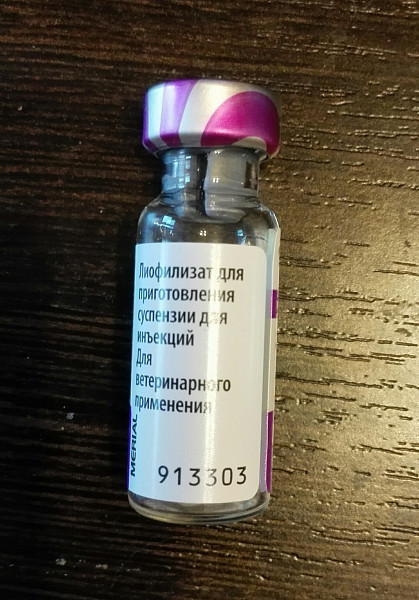 Лиофилизат для
приготовления
суспензии для
инъекций
Для
ветеринарного
применения
MERIAL
913303